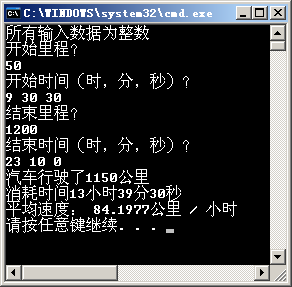 C:\WINDOWS\system32\cmd.exe
所有输入数据为整数
开始里程?
50
开始时间(时,分,秒)?
9 30 30
结束里程?
1200
结束时间(时,分,秒)?
23 10 0
汽车行驶了1150公里
消耗时间13小时39分30秒
平均速度: 84.1977公里 / 小时
请按任意键继续. . .